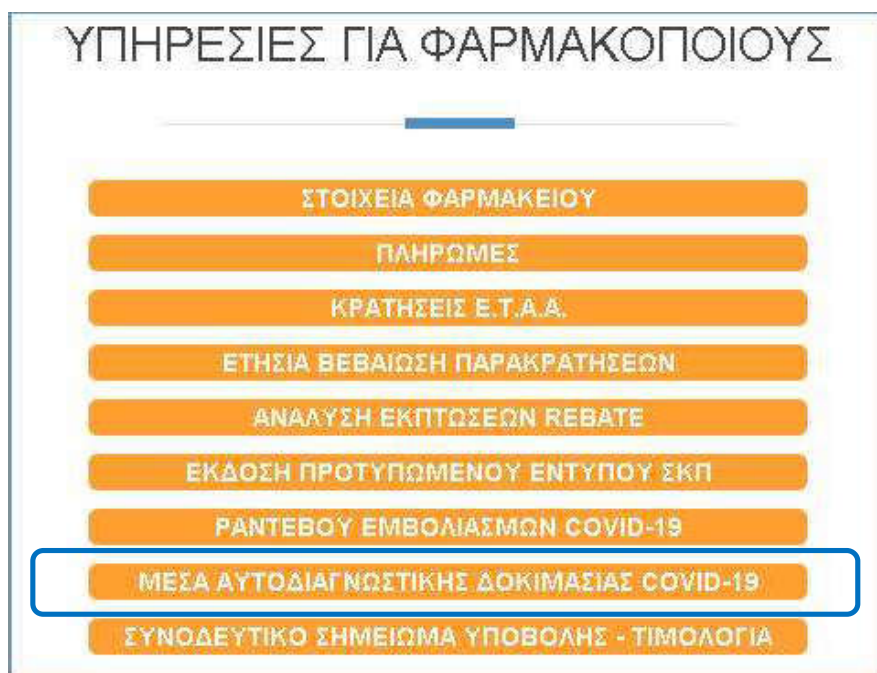 ΥΠΗΡΕΣΙΕΣ ΓΙΑ ΦΑΡΜΑΚΟΠΟΙΟΥΣ
ΣΤΟΙΧΕΙΑ ΦΑΡΜΑΚΕΙΟΥ
ΠΛΗΡΩΜΕΣ
ΚΡΑΤΗΣΕΙΣ Ε.Τ.Α.Α.
ΕΤΗΣΙΑ ΒΕΒΑΙΩΣΗ ΠΑΡΑΚΡΑΤΗΣΕΩΝ
ΑΝΑΛΥΣΗ ΕΚΠΤΩΣΕΩΝ REBATE
ΕΚΔΟΣΗ ΠΡΟΤΥΠΩΜΕΝΟΥ ΕΝΤΥΠΟΥ ΣΚΠ
ΡΑΝΤΕΒΟΥ ΕΜΒΟΛΙΑΣΜΩΝ COVID-19
ΜΕΣΑ ΑΥΤΟΔΙΑΓΝΩΣΤΙΚΗΣ ΔΟΚΙΜΑΣΙΑΣ COVID-19
ΣΥΝΟΔΕΥΤΙΚΟ ΣΗΜΕΙΩΜΑ ΥΠΟΒΟΛΗΣ - ΤΙΜΟΛΟΓΙΑ